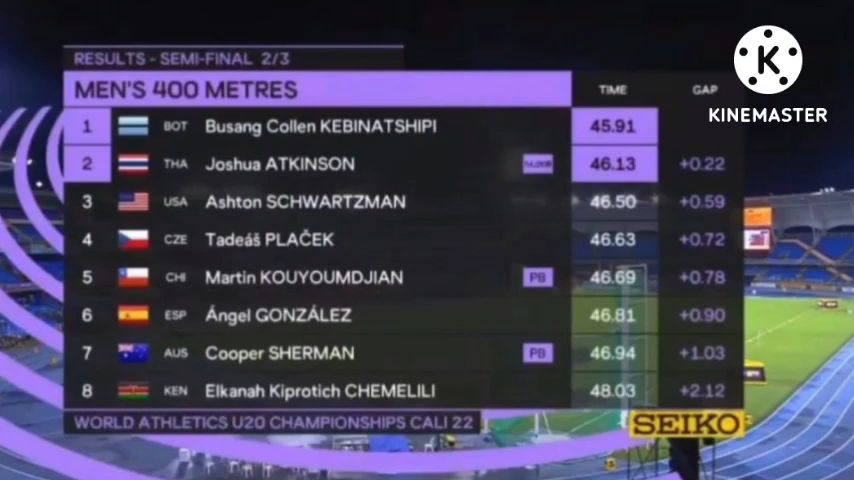 RESULTS - SEMI-FINAL 2/3
MEN'S 400 METRES TIME GAP
1 BOT Busang Collen KEBINATSHIPI 45.91
2 THA Joshua ATKINSON 46.13 +0.22
3 USA Ashton SCHWARTZMAN 46.50 +0.59
4 CZE Tadeáš PLAČEK 46.63 +0.72
5 CHI Martin KOUYOUMDJIAN PB 46.69 +0.78
6 ESP Ángel GONZÁLEZ 46.81 +0.90
7 AUS Cooper SHERMAN PB 46.94 +1.03
8 KEN Elkanah Kiprotich CHEMELILI 48.03 +2.12
WORLD ATHLETICS U20 CHAMPIONSHIPS CALI 22
SEIKO
K
KINEMASTER